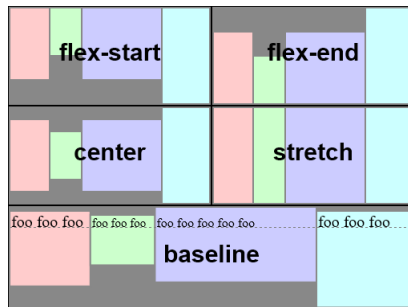 flex-start
flex-end
center
stretch
foo foo foo
foo foo foo
foo foo foo foo foo
foo foo foo
baseline